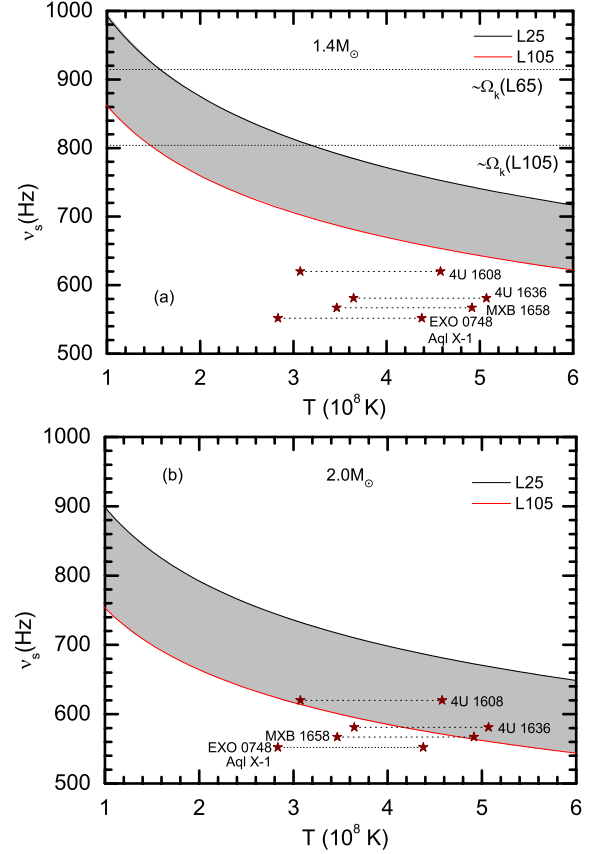 1000
900
800
700
600
500
ν_s(Hz)
1.4M_⊙
L25
L105
~Ω_k(L65)
~Ω_k(L105)
4U 1608
4U 1636
MXB 1658
EXO 0748
Aql X-1
(a)
1 2 3 4 5 6
T (10^8 K)
1000
900
800
700
600
500
ν_s(Hz)
(b)
2.0M_⊙
L25
L105
4U 1608
4U 1636
MXB 1658
EXO 0748
Aql X-1
1 2 3 4 5 6
T (10^8 K)